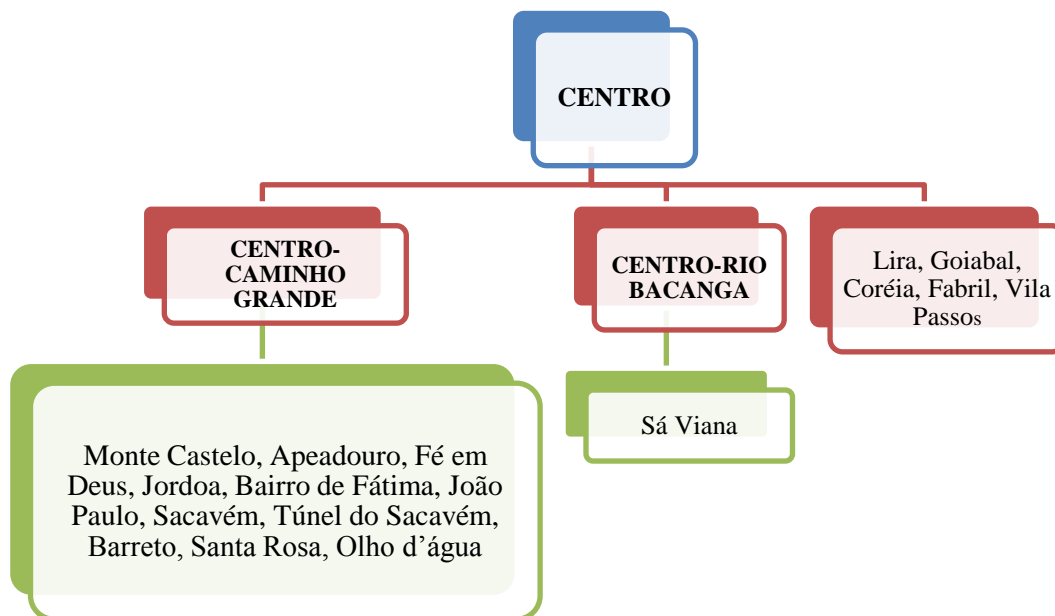 CENTRO
CENTRO-
CAMINHO
GRANDE
CENTRO-RIO
BACANGA
Lira, Goiabal,
Coréia, Fabril, Vila
Passos
Monte Castelo, Apeadouro, Fé em
Deus, Jordoa, Bairro de Fátima, João
Paulo, Sacavém, Túnel do Sacavém,
Barreto, Santa Rosa, Olho d’água
Sá Viana